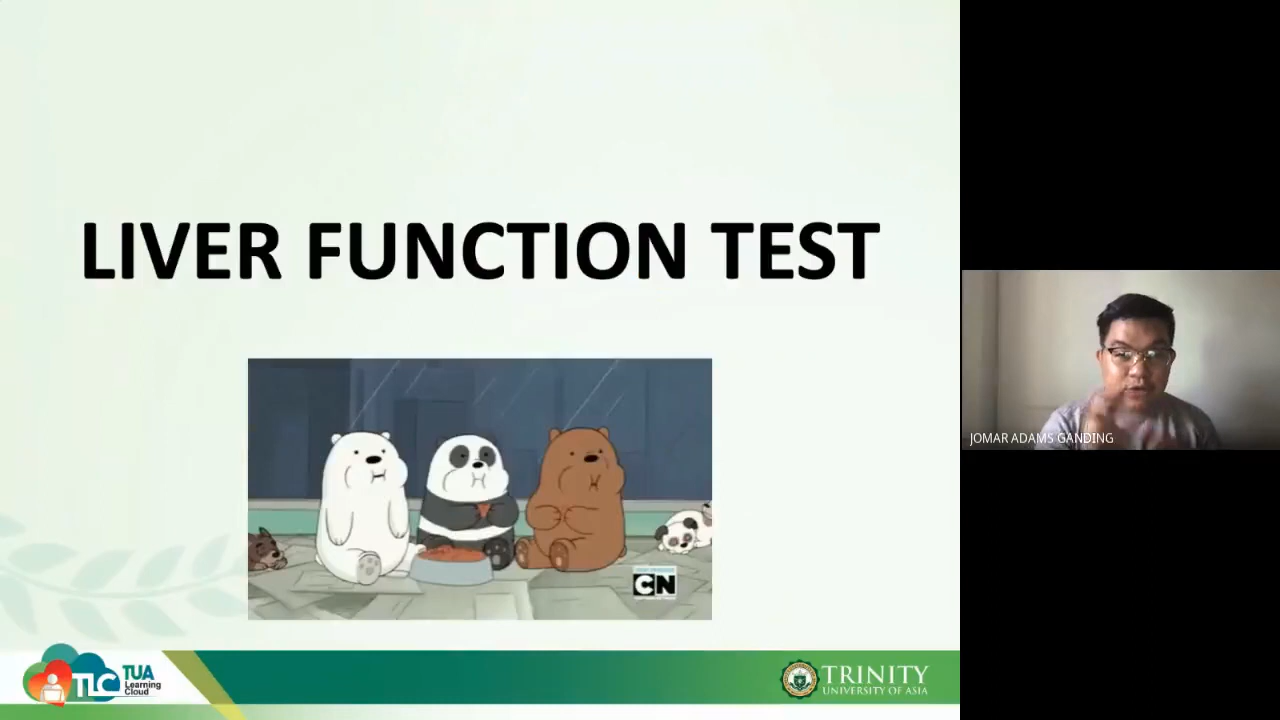 LIVER FUNCTION TEST
CN
JOMAR ADAMS GANDING
TLC
TUA
Learning
Cloud
TRINITY
UNIVERSITY OF ASIA